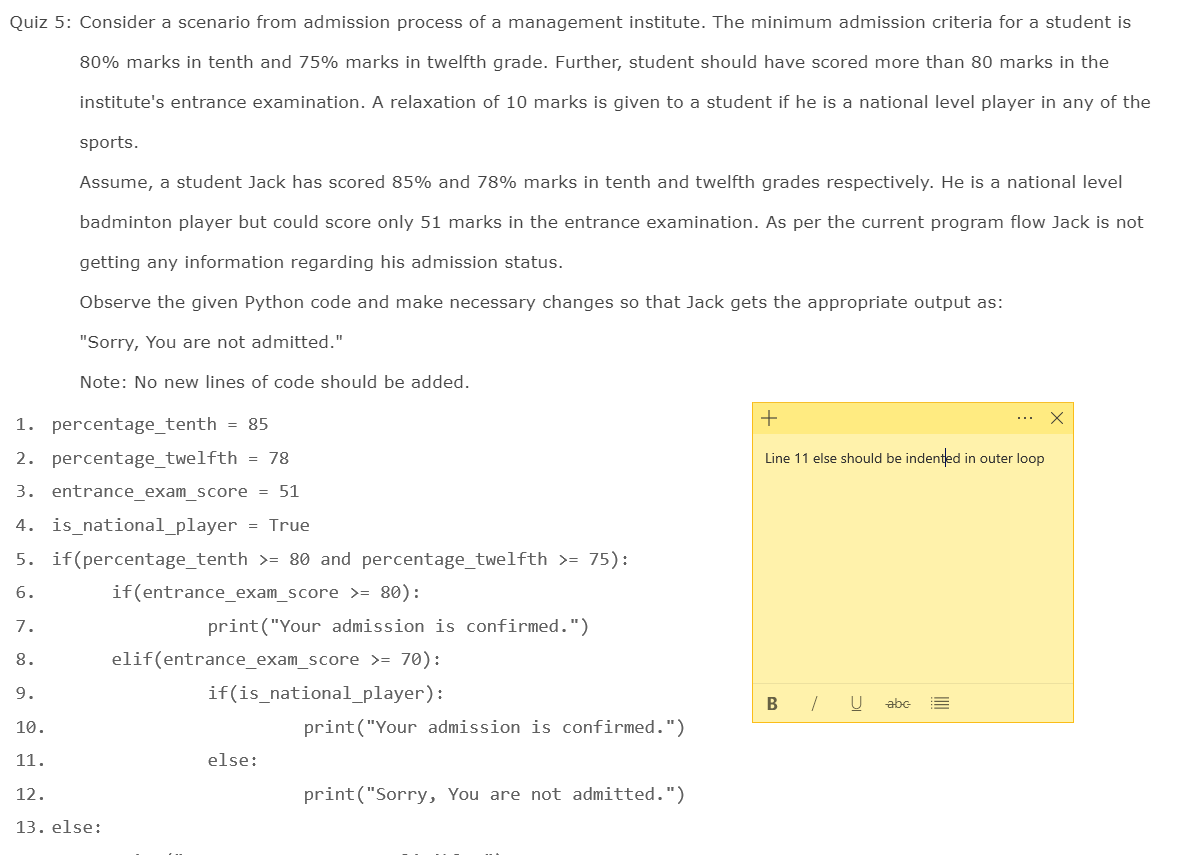 Quiz 5: Consider a scenario from admission process of a management institute. The minimum admission criteria for a student is
80% marks in tenth and 75% marks in twelfth grade. Further, student should have scored more than 80 marks in the
institute's entrance examination. A relaxation of 10 marks is given to a student if he is a national level player in any of the
sports.
Assume, a student Jack has scored 85% and 78% marks in tenth and twelfth grades respectively. He is a national level
badminton player but could score only 51 marks in the entrance examination. As per the current program flow Jack is not
getting any information regarding his admission status.
Observe the given Python code and make necessary changes so that Jack gets the appropriate output as:
"Sorry, You are not admitted."
Note: No new lines of code should be added.
1. percentage_tenth = 85
2. percentage_twelfth = 78
3. entrance_exam_score = 51
4. is_national_player = True
5. if(percentage_tenth >= 80 and percentage_twelfth >= 75):
6. if(entrance_exam_score >= 80):
7. print("Your admission is confirmed.")
8. elif(entrance_exam_score >= 70):
9. if(is_national_player):
10. print("Your admission is confirmed.")
11. else:
12. print("Sorry, You are not admitted.")
13. else:
Line 11 else should be indented in outer loop
B / U abc